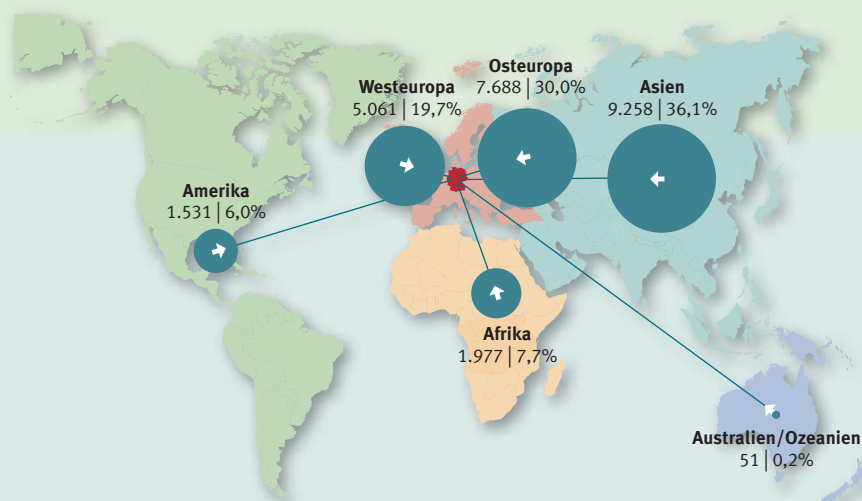 Osteuropa
7.688 | 30,0%
Westeuropa
5.061 | 19,7%
Asien
9.258 | 36,1%
Amerika
1.531 | 6,0%
Afrika
1.977 | 7,7%
Australien/Ozeanien
51 | 0,2%